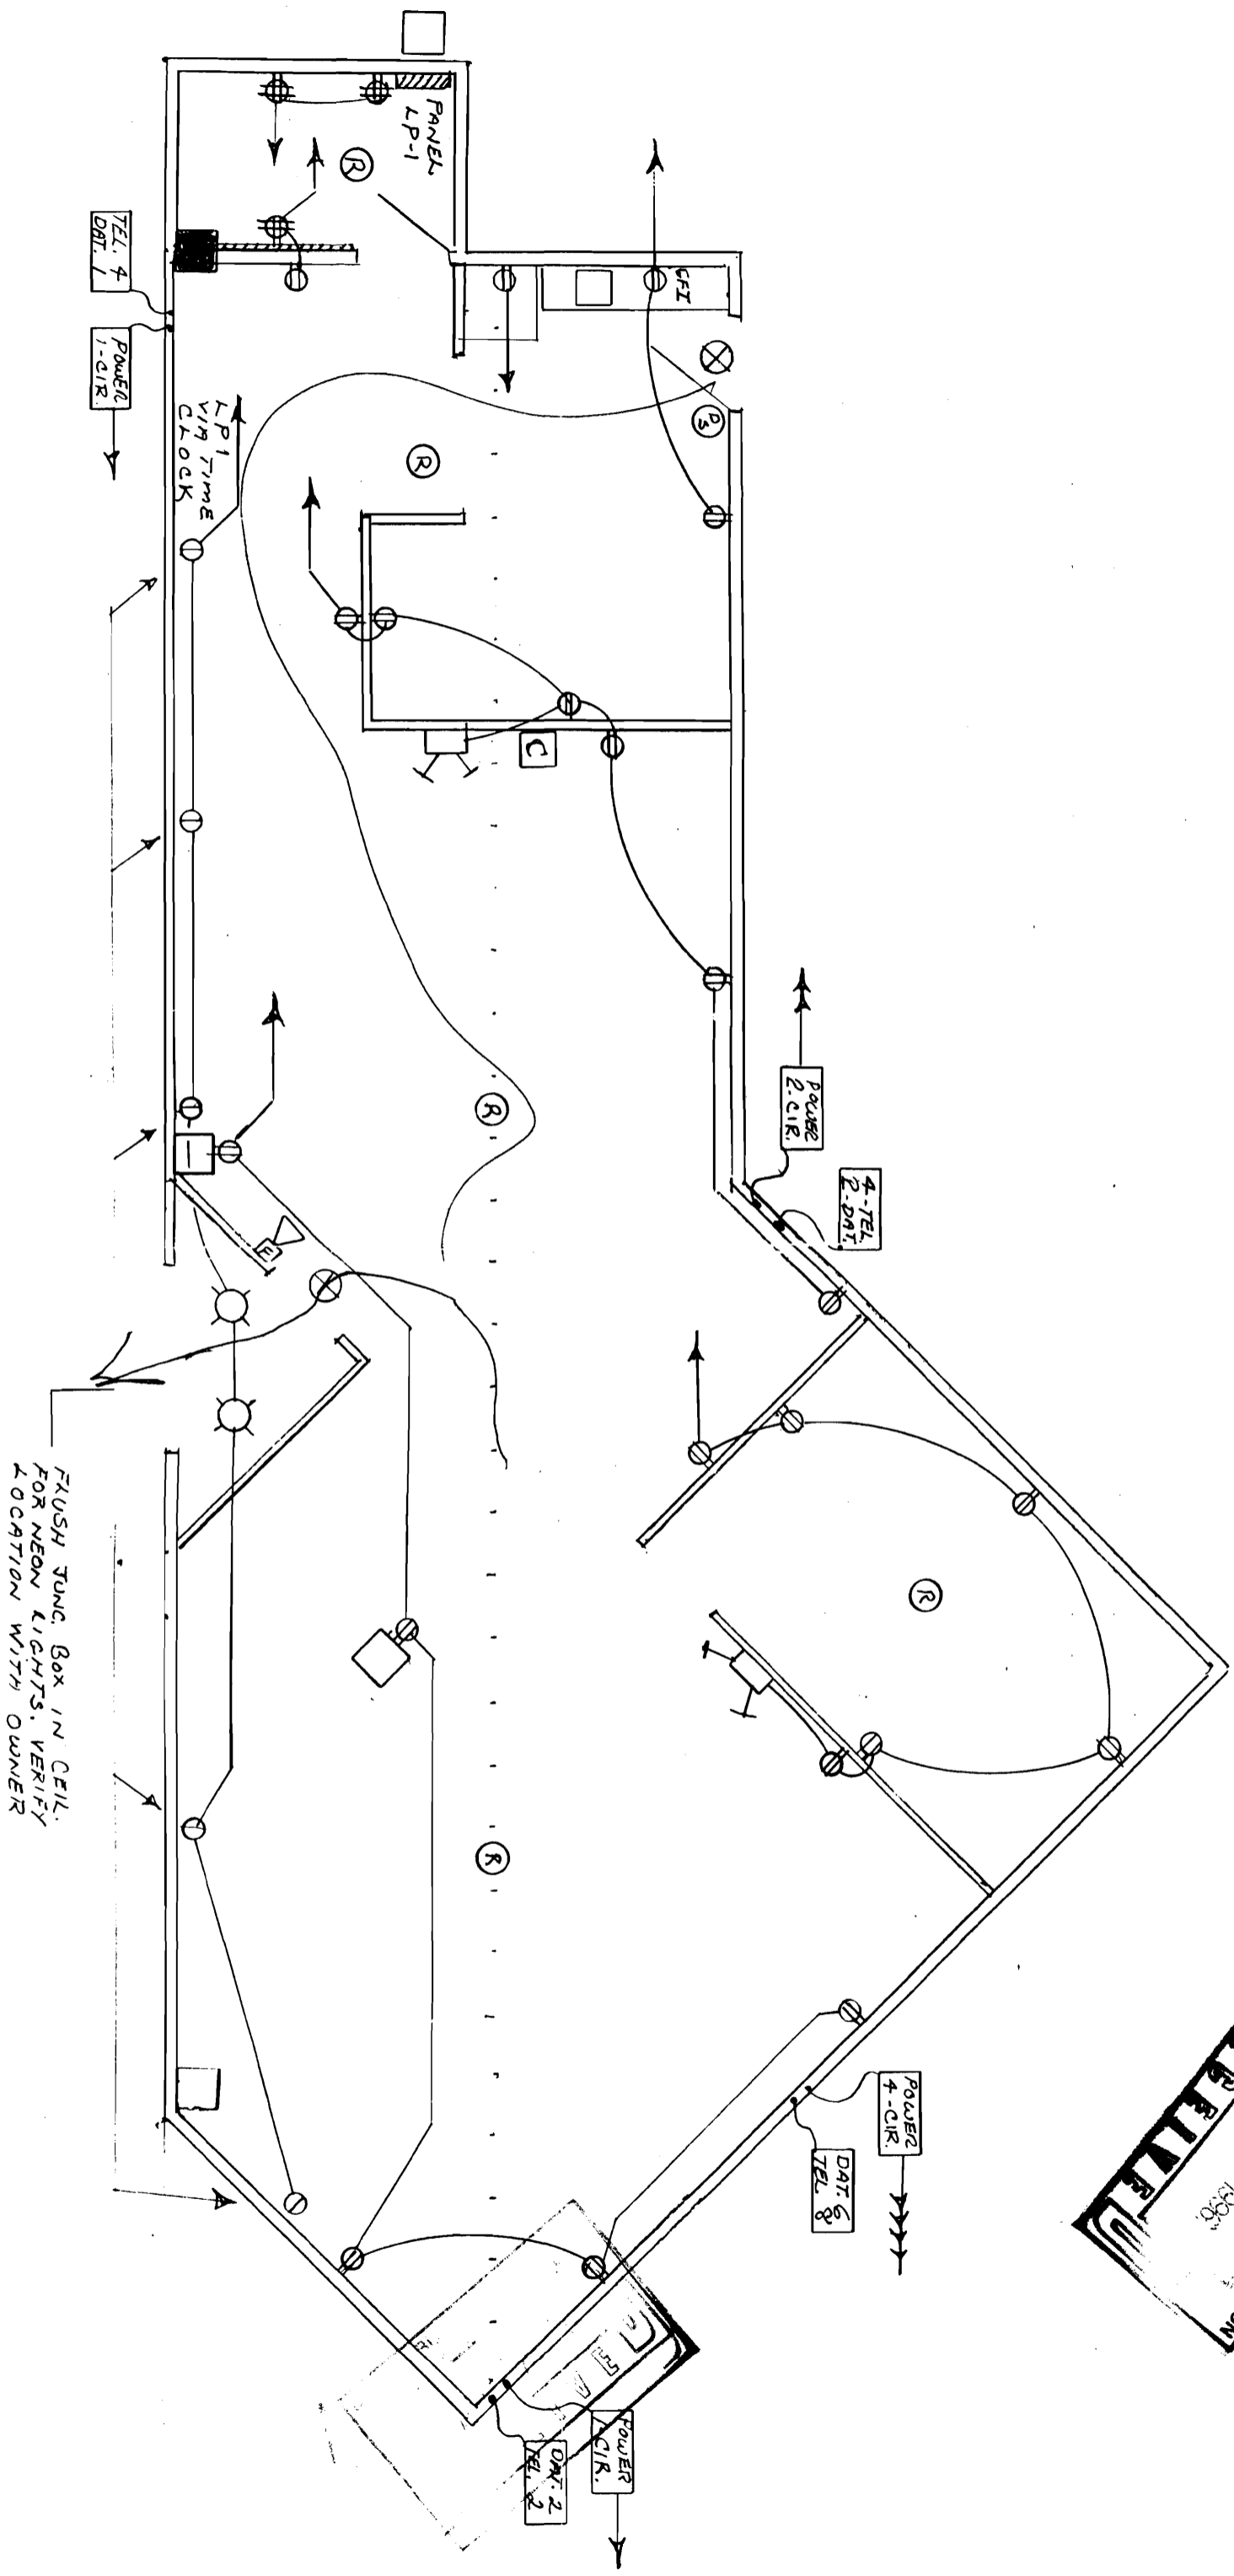 PANEL
LP-1
R
GFI
TEL. 4
DAT. 1
POWER
1-CIR.
LP1
VIA TIME
CLOCK
R
C
R
F
POWER
2-CIR.
4-TEL.
2-DAT.
R
R
FLUSH JUNC. BOX IN CEIL.
FOR NEON LIGHTS. VERIFY
LOCATION WITH OWNER
POWER
4-CIR.
DAT. 6
TEL. 8
POWER
1-CIR.
DAT. 2
TEL. 2
1996